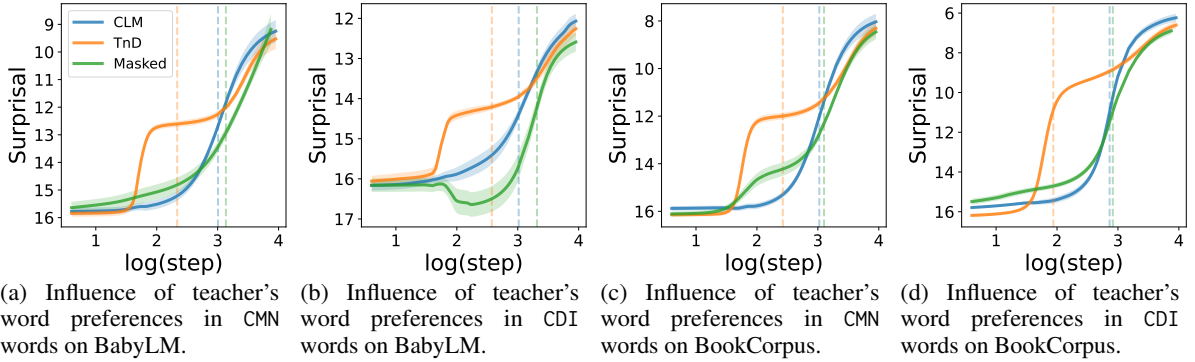 CLM
TnD
Masked
Surprisal
9
10
11
12
13
14
15
16
1
2
3
4
log(step)
Surprisal
12
13
14
15
16
17
1
2
3
4
log(step)
Surprisal
8
10
12
14
16
1
2
3
4
log(step)
Surprisal
6
8
10
12
14
16
1
2
3
4
log(step)
(a) Influence of teacher's
word preferences in CMN
words on BabyLM.
(b) Influence of teacher's
word preferences in CDI
words on BabyLM.
(c) Influence of teacher's
word preferences in CMN
words on BookCorpus.
(d) Influence of teacher's
word preferences in CDI
words on BookCorpus.